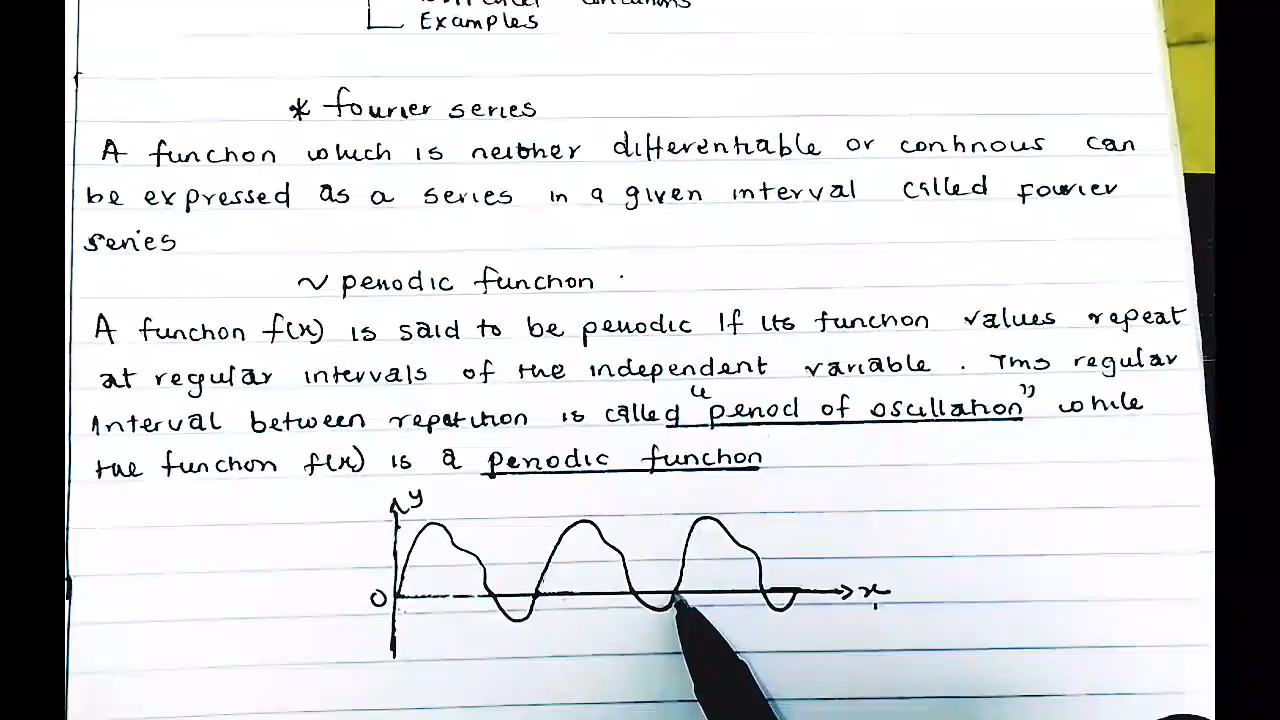 Examples
* fourier series
A function which is neither differentiable or continous can
be expressed as a series in a given interval called fourier
series
~ periodic function
A function f(x) is said to be periodic If its function values repeat
at regular intervals of the independent variable. This regular
Interval between repetition is called "period of oscillation" while
the function f(x) is a periodic function
y
0
x